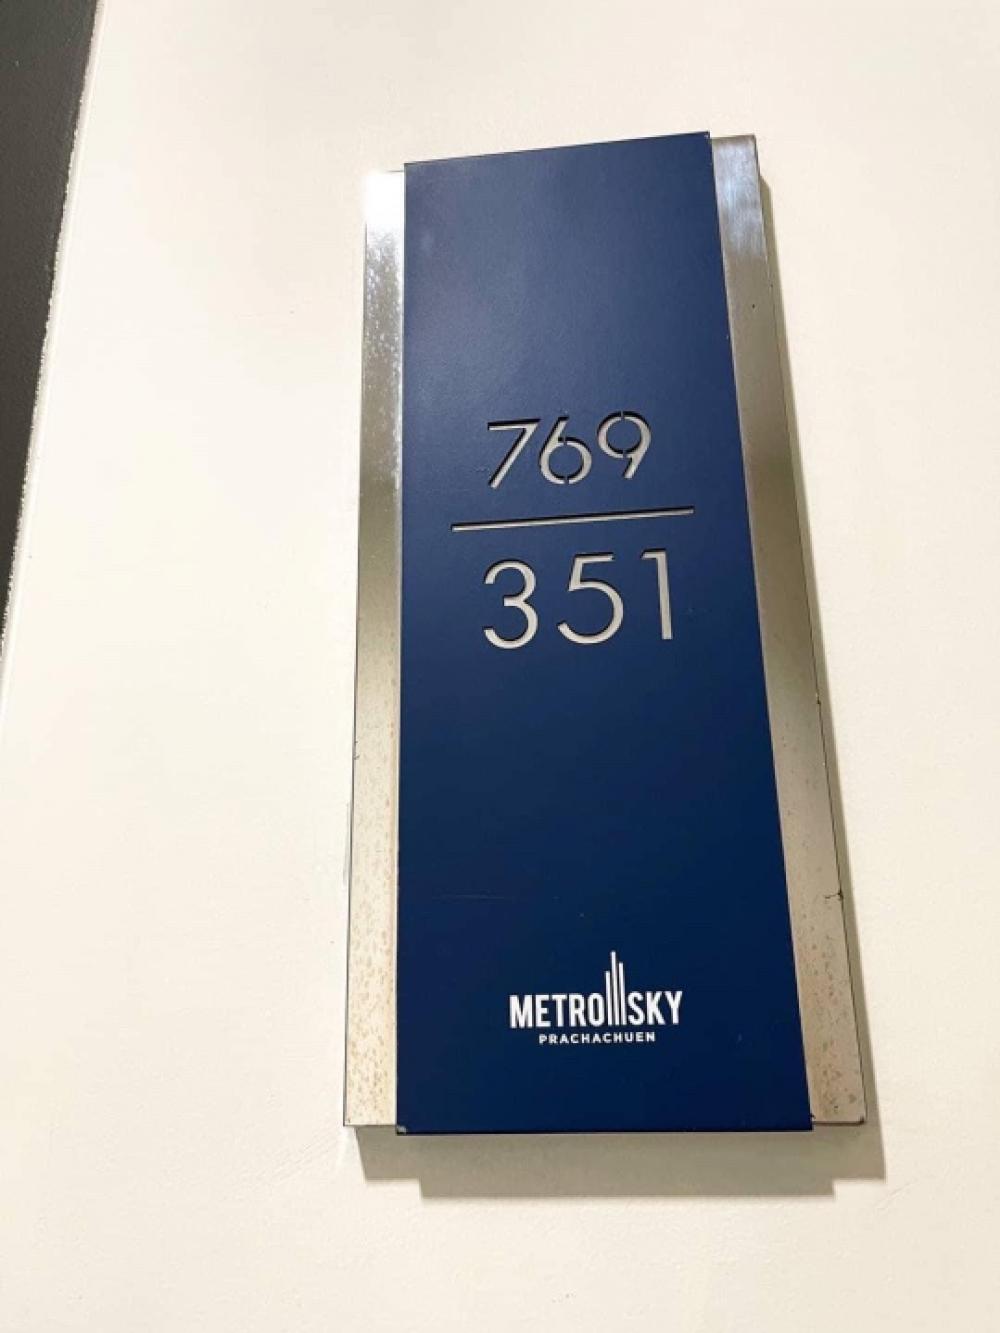 769
351
METRO SKY
PRACHACHUEN